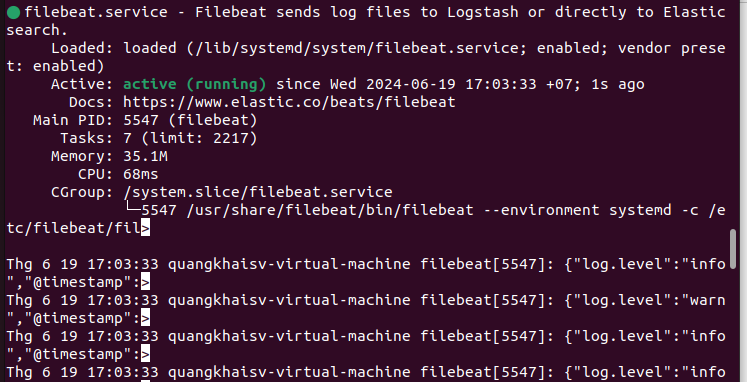 filebeat.service - Filebeat sends log files to Logstash or directly to Elastic
search.
Loaded: loaded (/lib/systemd/system/filebeat.service; enabled; vendor prese
t: enabled)
Active: active (running) since Wed 2024-06-19 17:03:33 +07; 1s ago
Docs: https://www.elastic.co/beats/filebeat
Main PID: 5547 (filebeat)
Tasks: 7 (limit: 2217)
Memory: 35.1M
CPU: 68ms
CGroup: /system.slice/filebeat.service
└─5547 /usr/share/filebeat/bin/filebeat --environment systemd -c /e
tc/filebeat/fil>
Thg 6 19 17:03:33 quangkhaisv-virtual-machine filebeat[5547]: {"log.level":"info
","@timestamp":>
Thg 6 19 17:03:33 quangkhaisv-virtual-machine filebeat[5547]: {"log.level":"warn
","@timestamp":>
Thg 6 19 17:03:33 quangkhaisv-virtual-machine filebeat[5547]: {"log.level":"info
","@timestamp":>
Thg 6 19 17:03:33 quangkhaisv-virtual-machine filebeat[5547]: {"log.level":"info